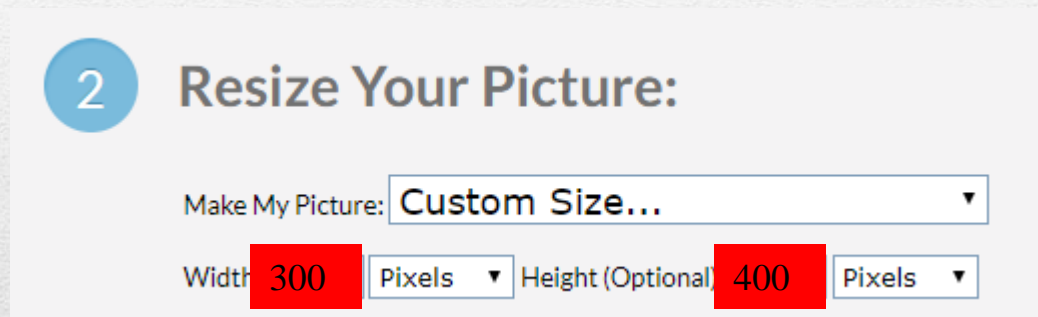 2 Resize Your Picture:
Make My Picture: Custom Size...
Width 300 Pixels Height (Optional) 400 Pixels